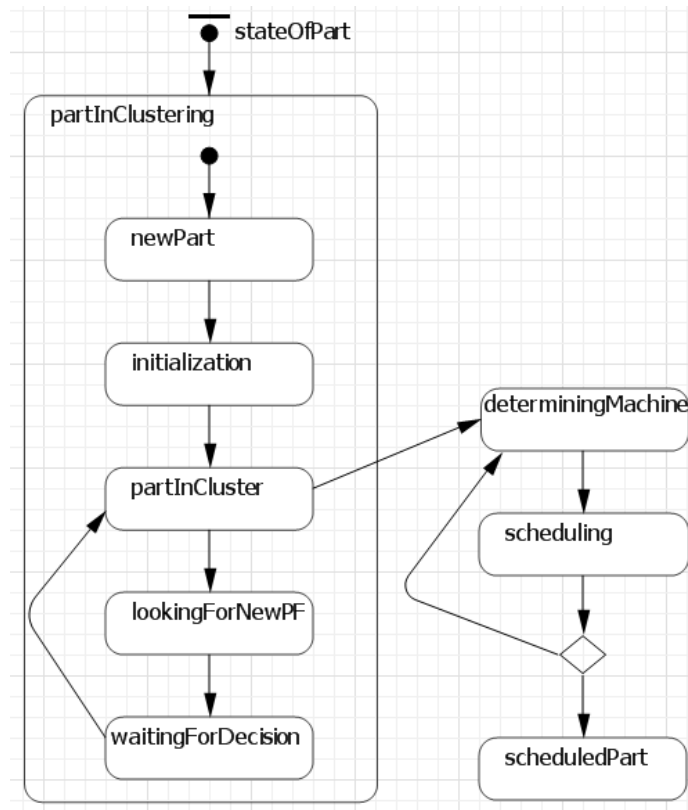 stateOfPart
partInClustering
newPart
initialization
partInCluster
lookingForNewPF
waitingForDecision
determiningMachine
scheduling
scheduledPart